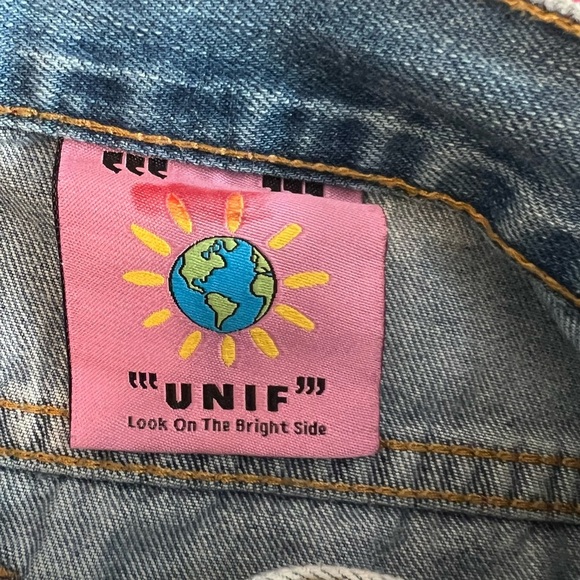 ‘‘‘UNIF’’’
Look On The Bright Side